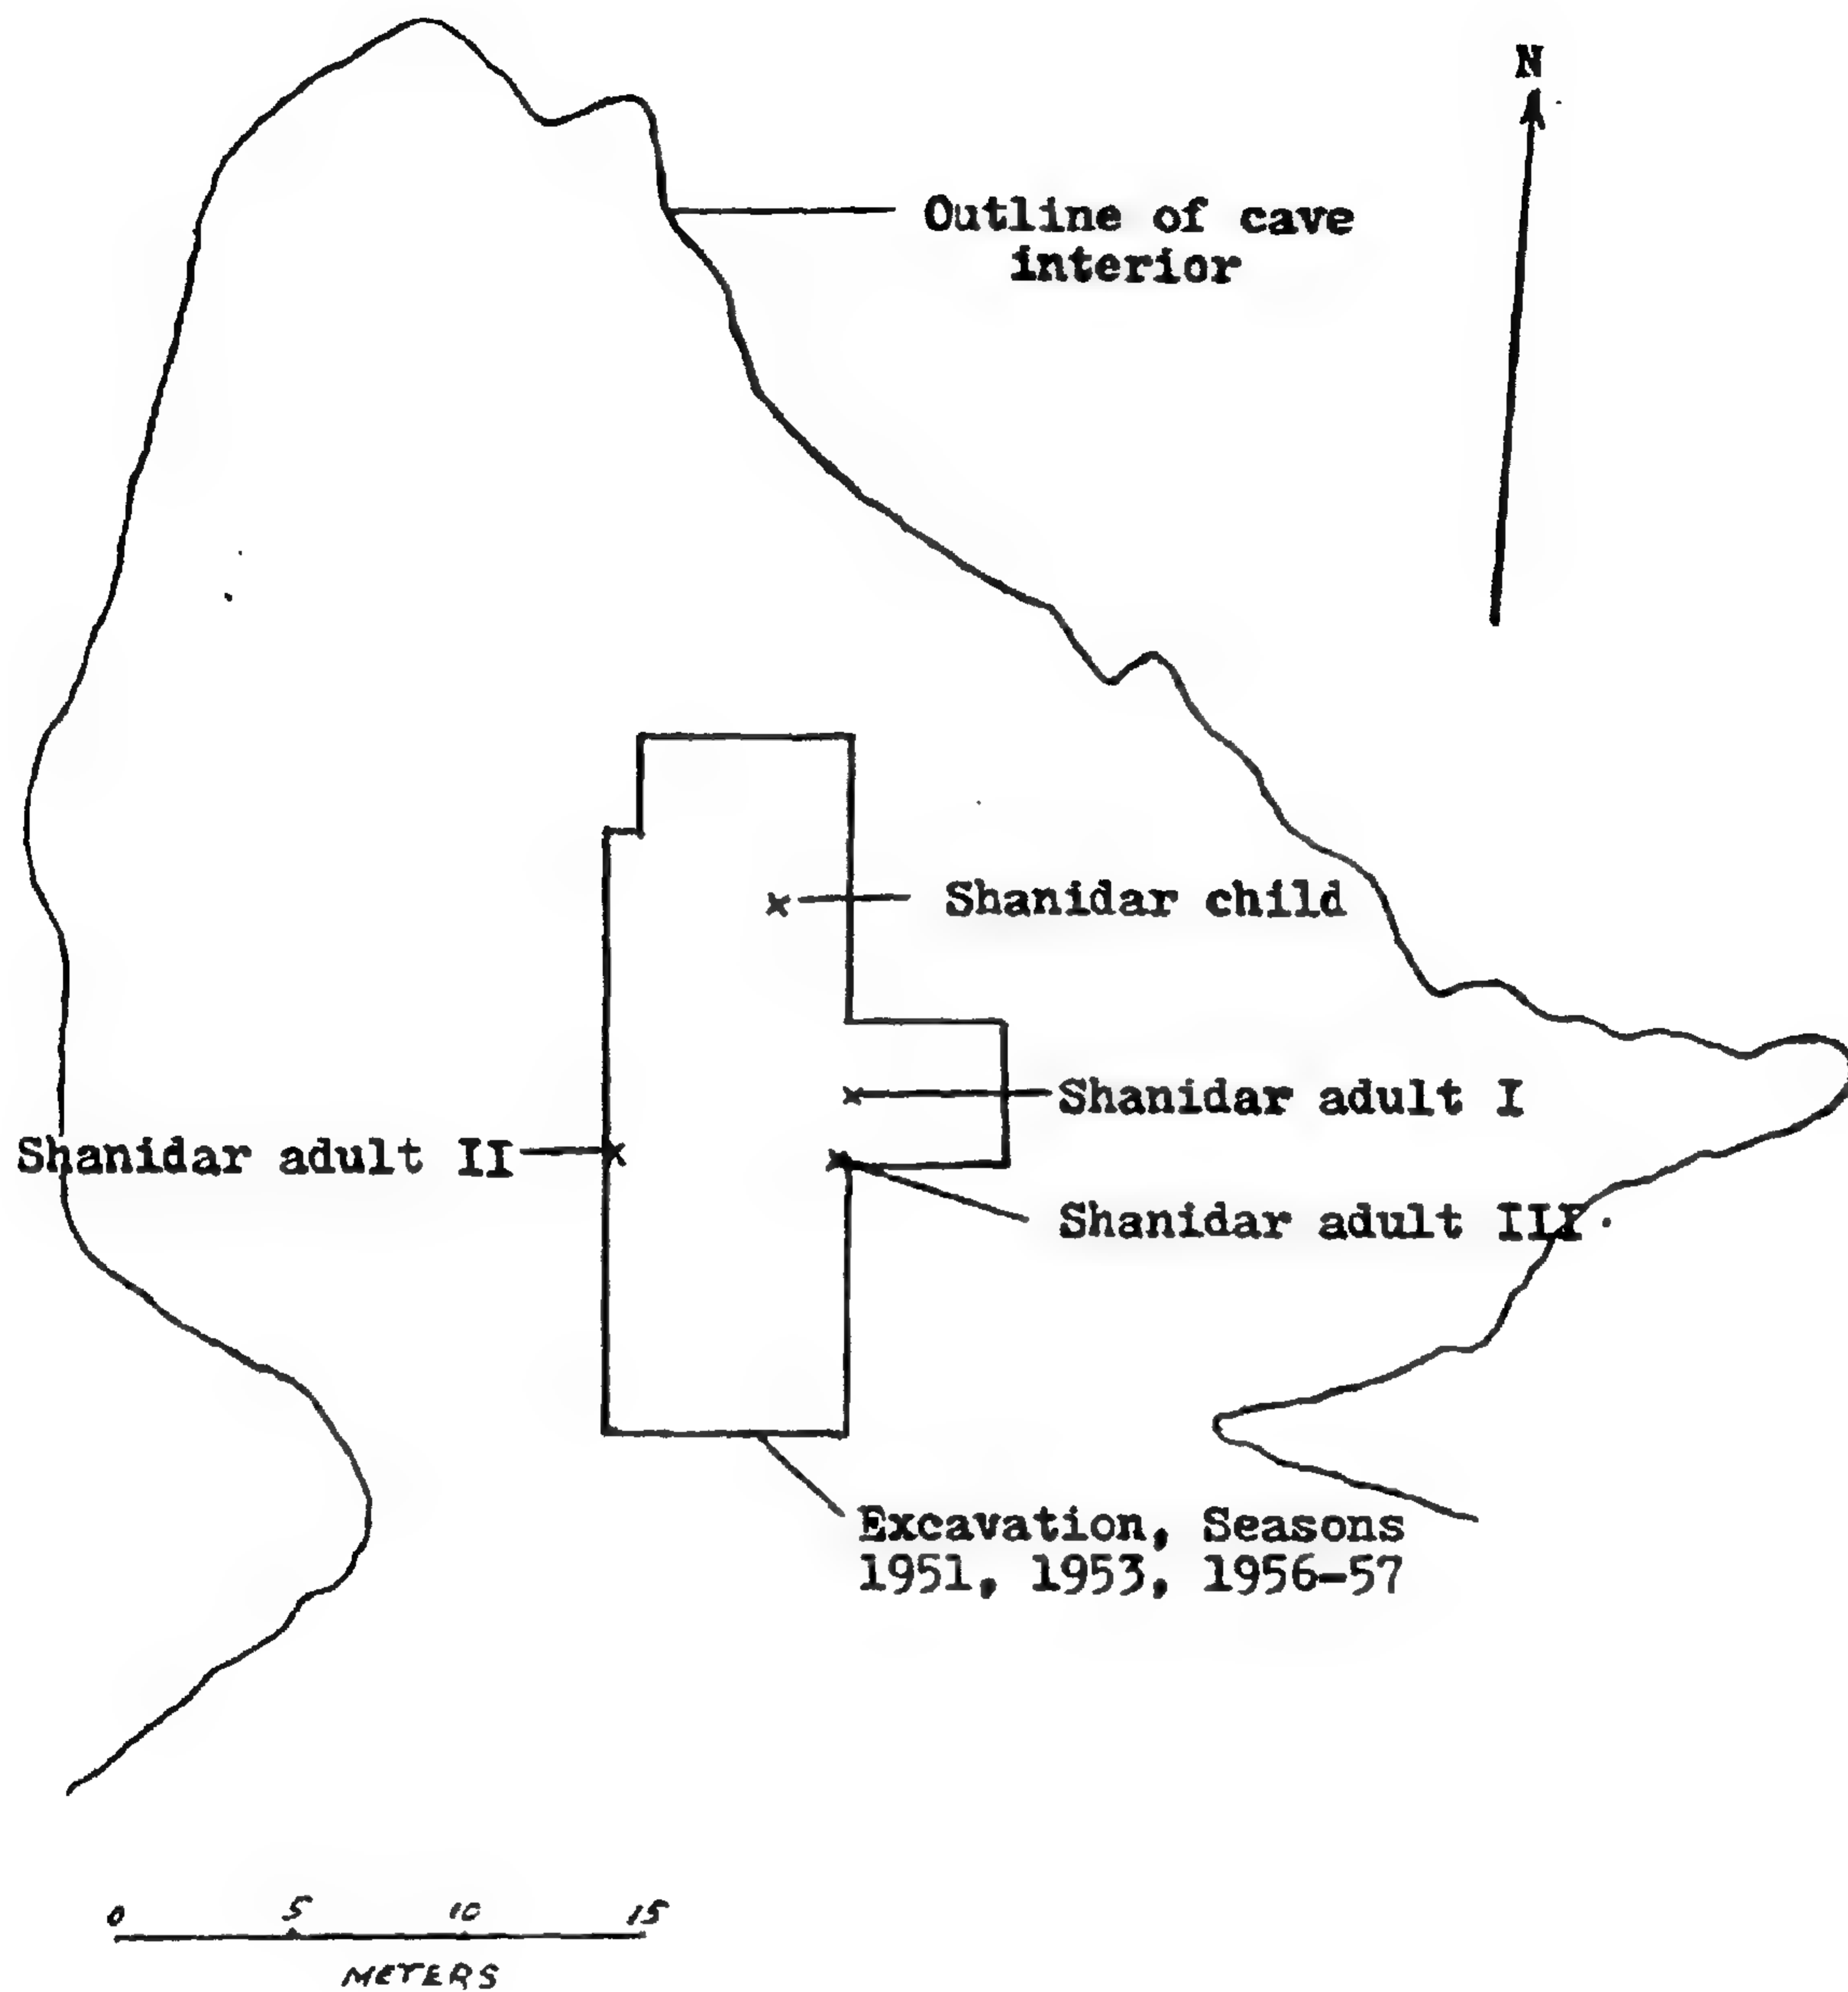 N
Outline of cave
interior
Shanidar child
Shanidar adult I
Shanidar adult II
Shanidar adult III
Excavation, Seasons
1951, 1953, 1956-57
0 5 10 15
METERS